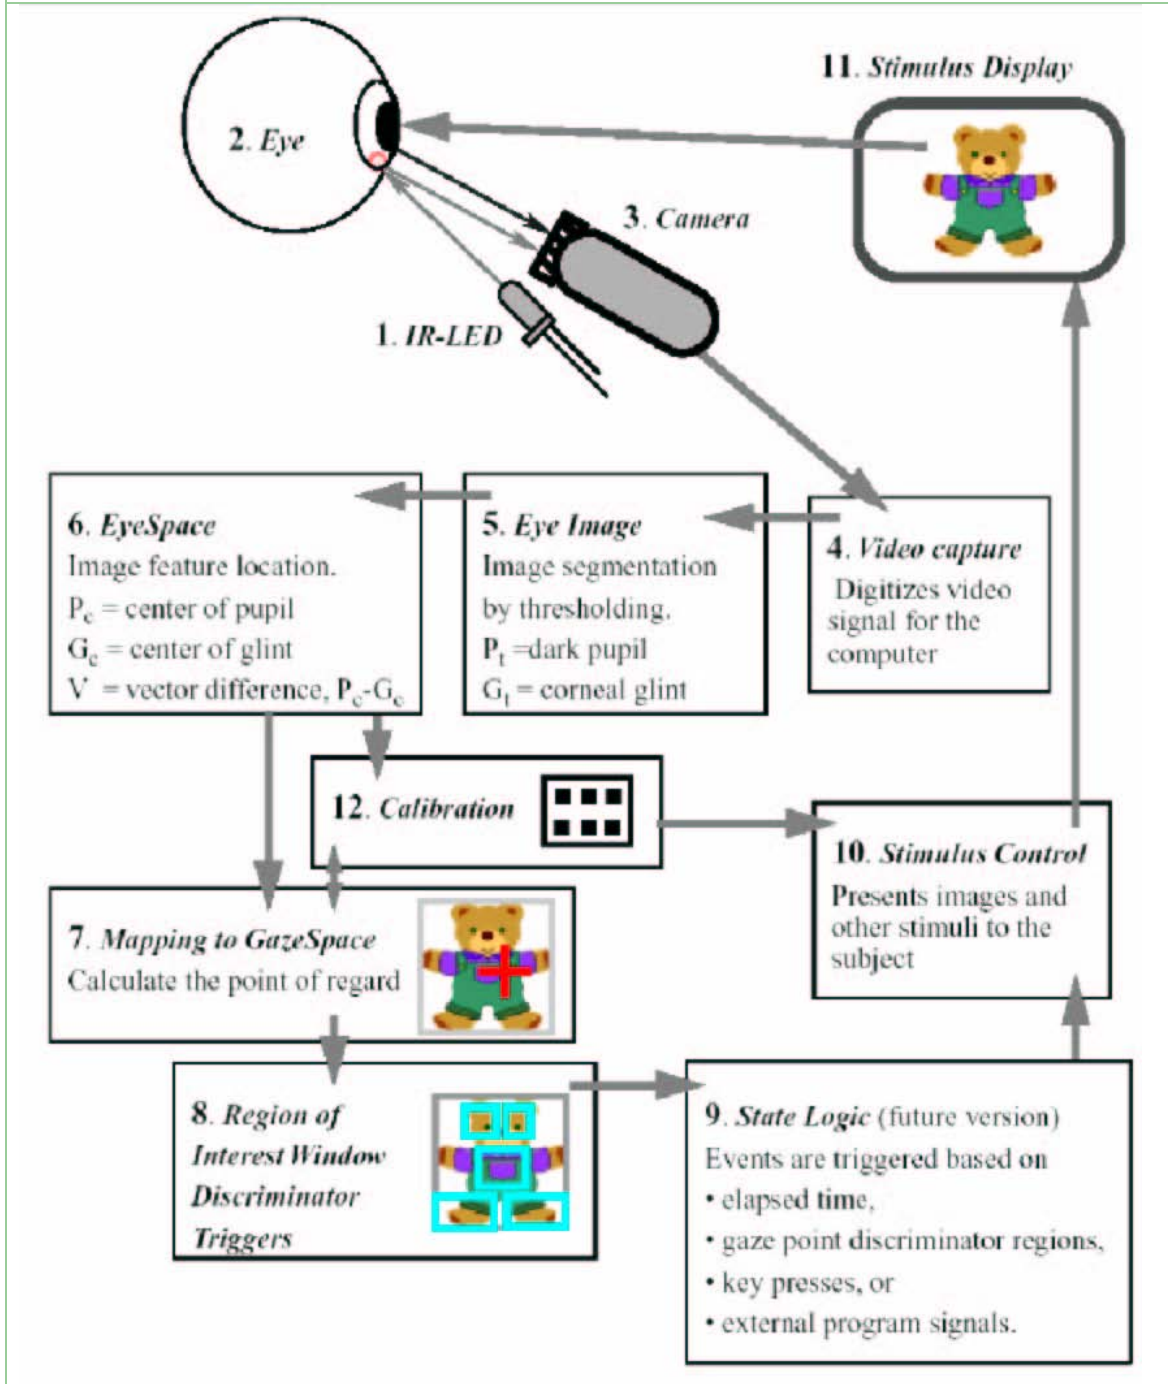 11. Stimulus Display
2. Eye
3. Camera
1. IR-LED
6. EyeSpace
Image feature location.
Pc = center of pupil
Gc = center of glint
V = vector difference, Pc-Gc
5. Eye Image
Image segmentation
by thresholding.
Pt =dark pupil
Gt = corneal glint
4. Video capture
Digitizes video
signal for the
computer
12. Calibration
10. Stimulus Control
Presents images and
other stimuli to the
subject
7. Mapping to GazeSpace
Calculate the point of regard
8. Region of
Interest Window
Discriminator
Triggers
9. State Logic (future version)
Events are triggered based on
• elapsed time,
• gaze point discriminator regions,
• key presses, or
• external program signals.